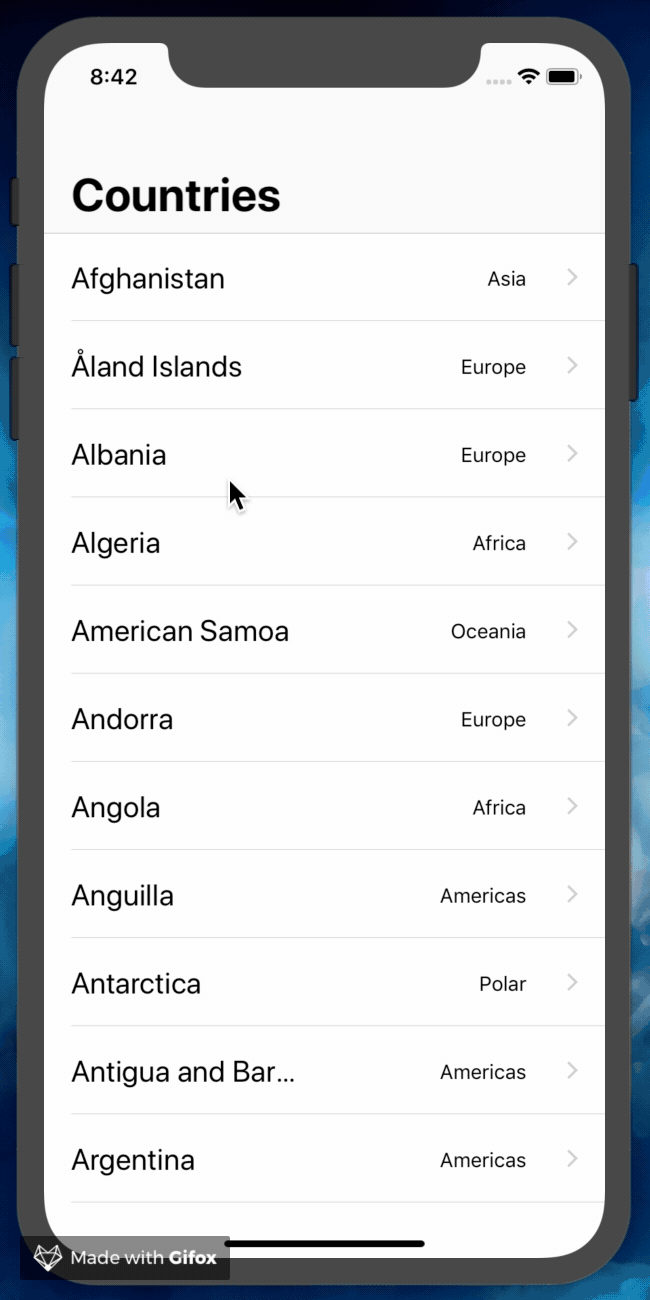 8:42
Countries
Afghanistan Asia
Åland Islands Europe
Albania Europe
Algeria Africa
American Samoa Oceania
Andorra Europe
Angola Africa
Anguilla Americas
Antarctica Polar
Antigua and Bar... Americas
Argentina Americas
Made with Gifox